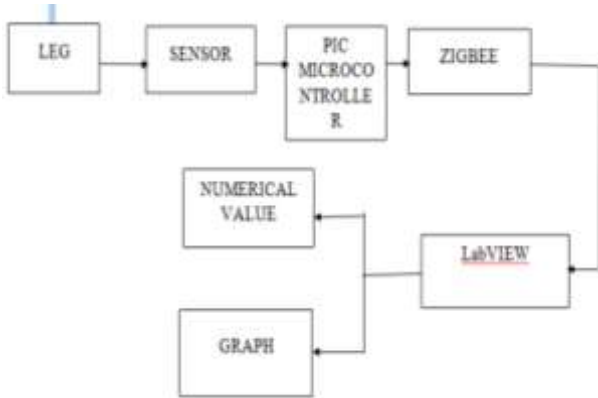 LEG
SENSOR
PIC
MICROCO
NTROLLE
R
ZIGBEE
NUMERICAL
VALUE
LabVIEW
GRAPH